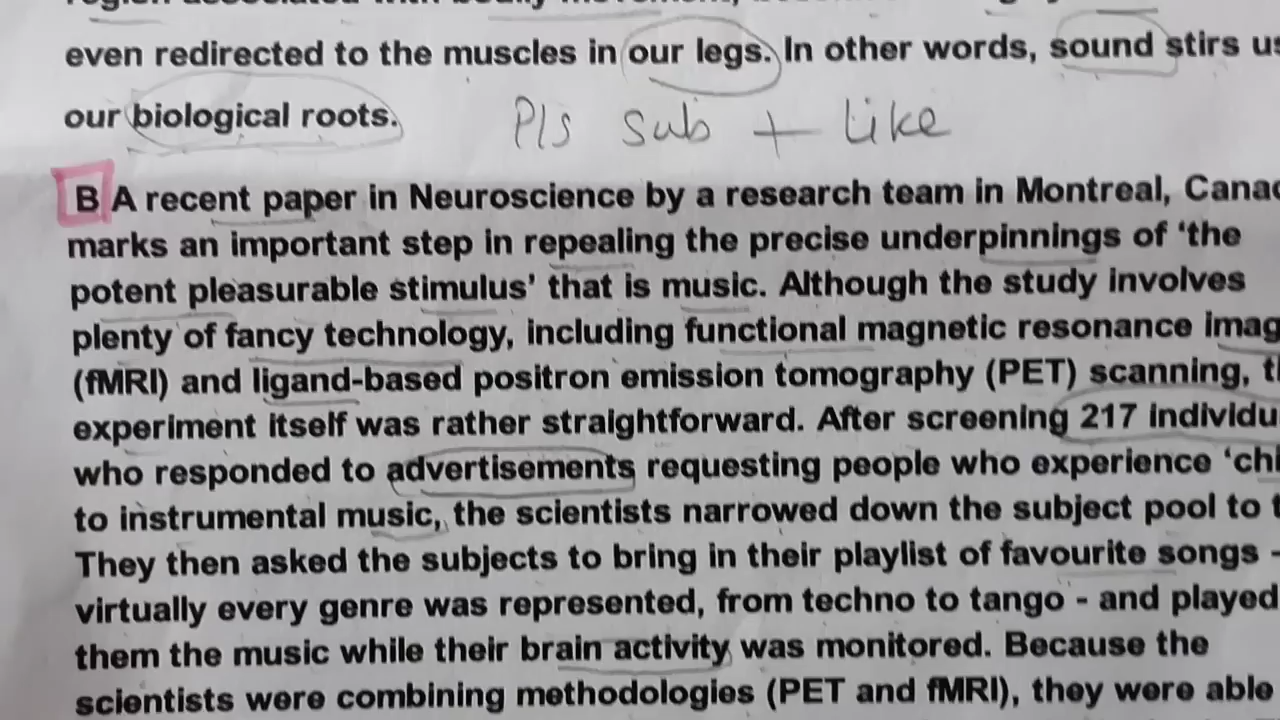 even redirected to the muscles in our legs. In other words, sound stirs us
our biological roots.
Pls sub + like
B A recent paper in Neuroscience by a research team in Montreal, Canad
marks an important step in repealing the precise underpinnings of ‘the
potent pleasurable stimulus’ that is music. Although the study involves
plenty of fancy technology, including functional magnetic resonance imag
(fMRI) and ligand-based positron emission tomography (PET) scanning, th
experiment itself was rather straightforward. After screening 217 individu
who responded to advertisements requesting people who experience ‘chi
to instrumental music, the scientists narrowed down the subject pool to t
They then asked the subjects to bring in their playlist of favourite songs -
virtually every genre was represented, from techno to tango - and played
them the music while their brain activity was monitored. Because the
scientists were combining methodologies (PET and fMRI), they were able